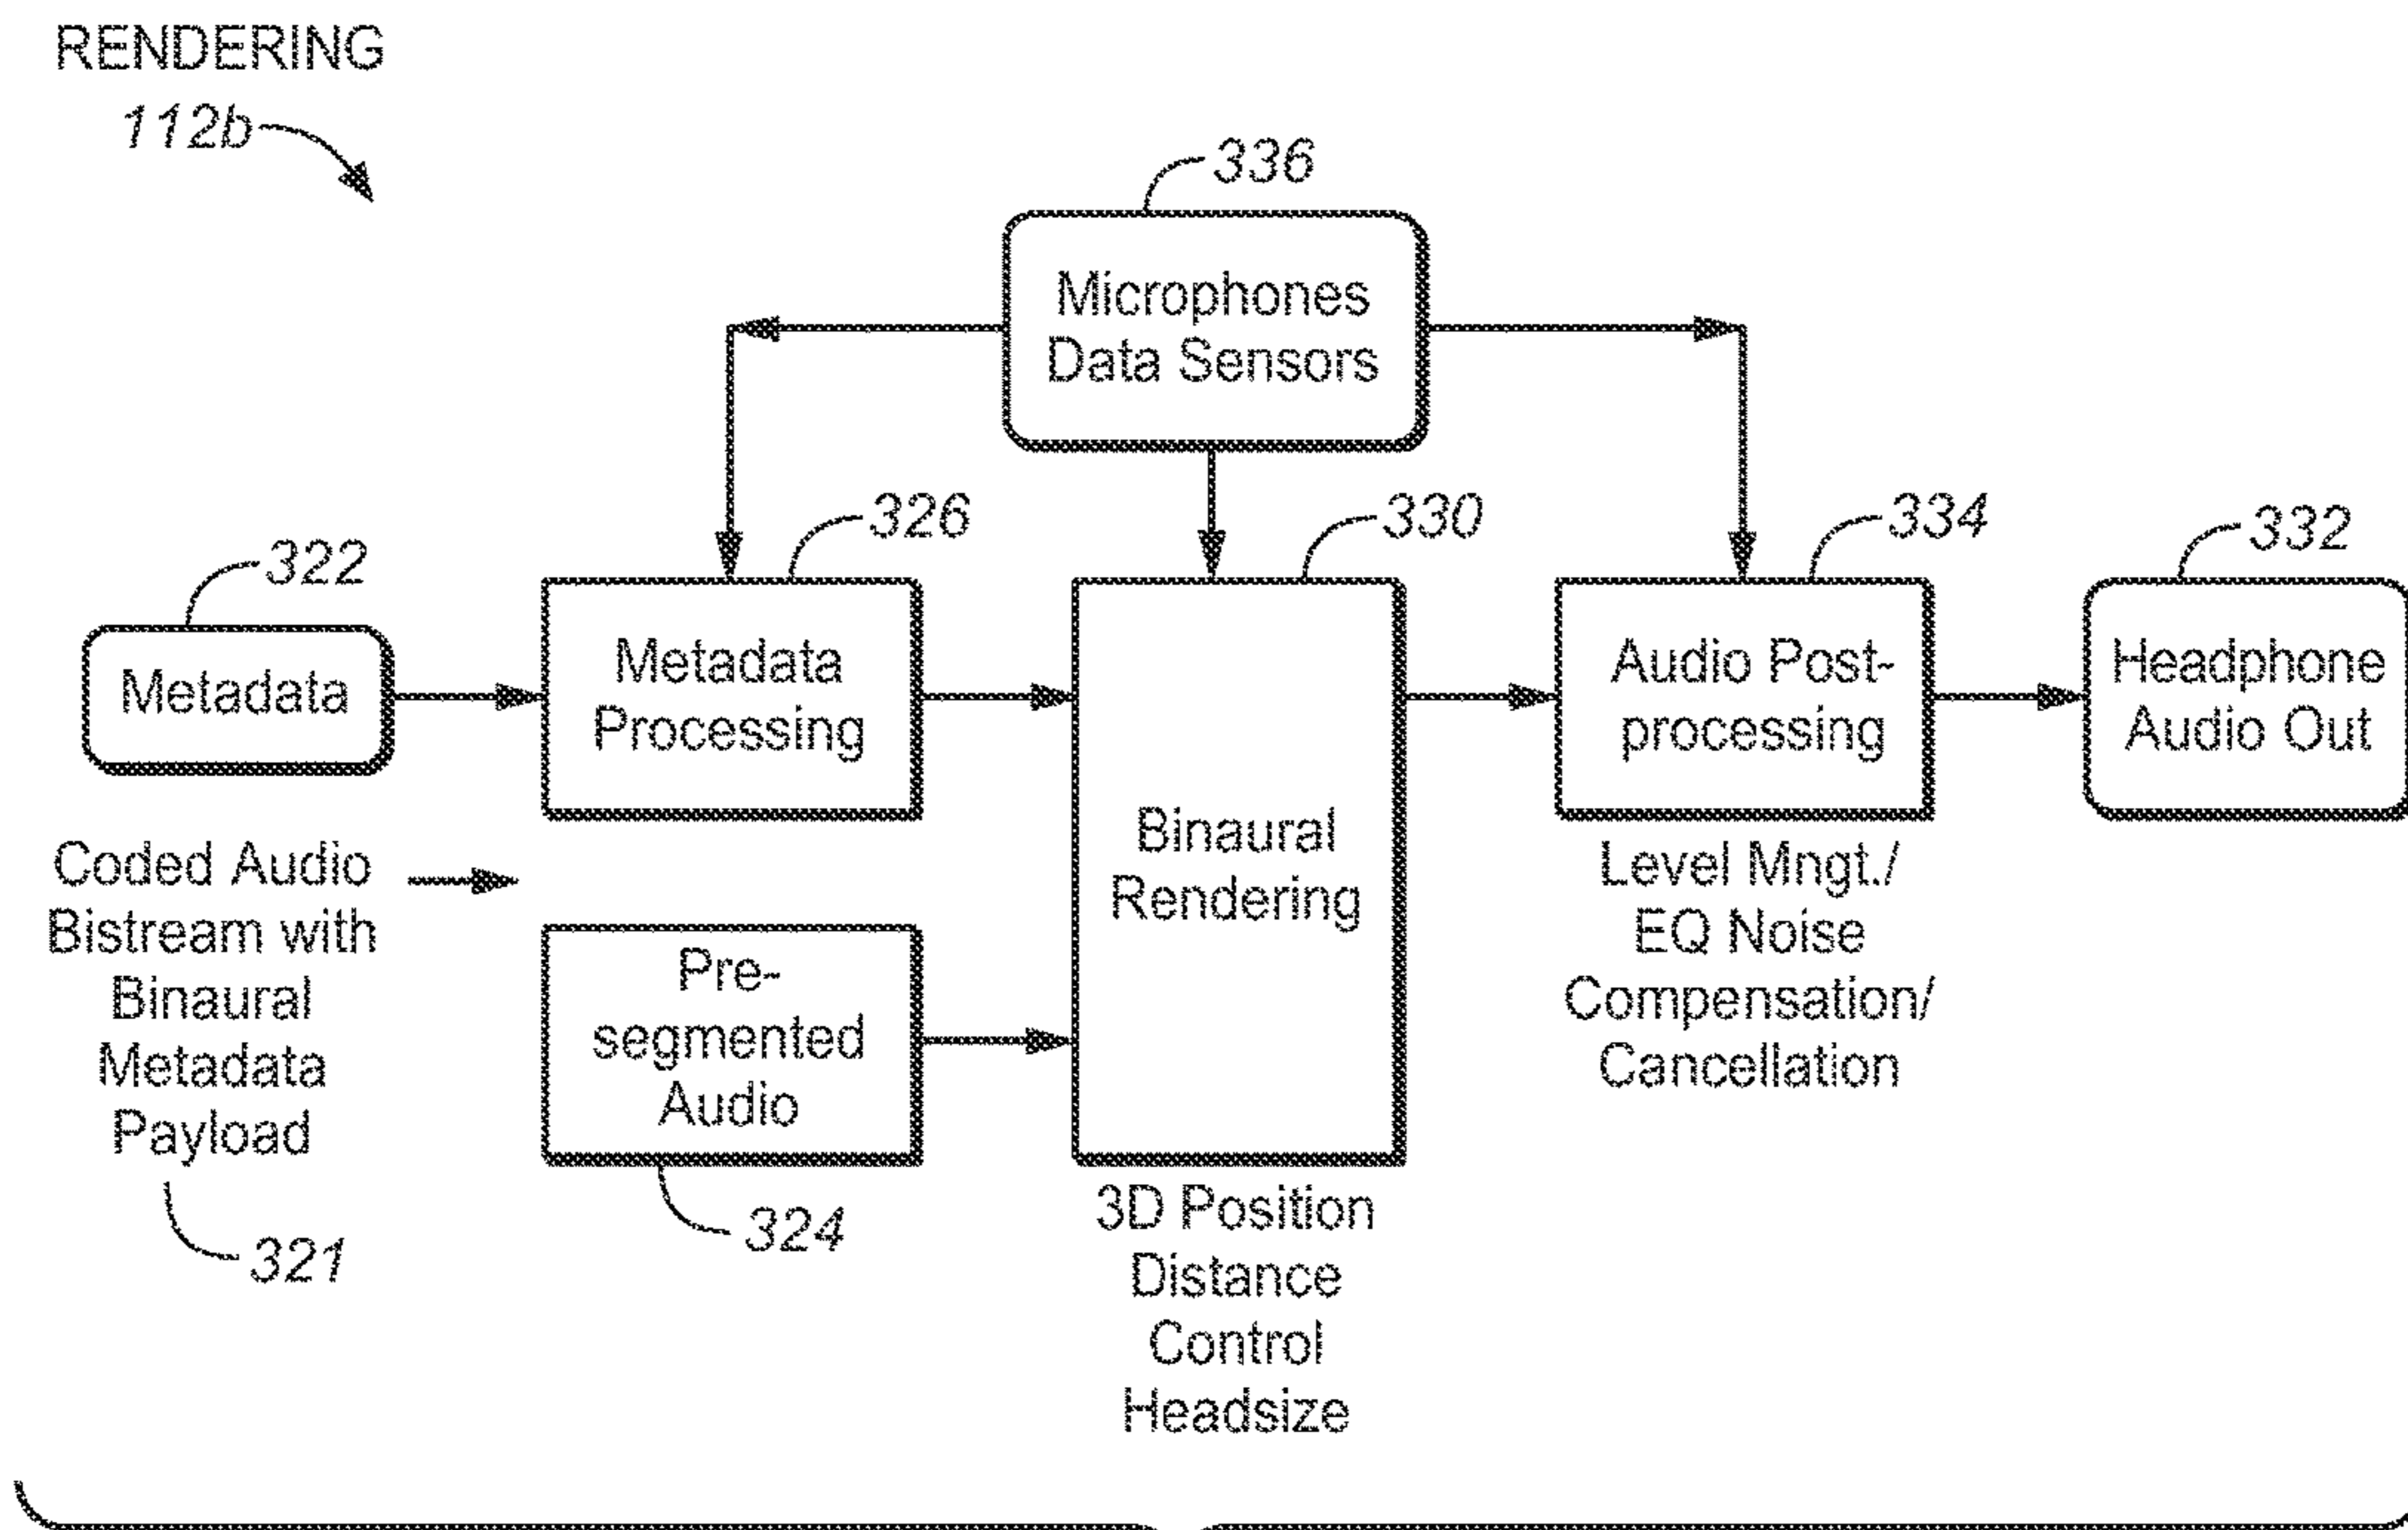 RENDERING
112b
336
Microphones
Data Sensors
322
326
330
334
332
Metadata
Metadata
Processing
Binaural
Rendering
Audio Post-
processing
Headphone
Audio Out
Coded Audio
Bistream with
Binaural
Metadata
Payload
321
Pre-
segmented
Audio
324
3D Position
Distance
Control
Headsize
Level Mngt./
EQ Noise
Compensation/
Cancellation